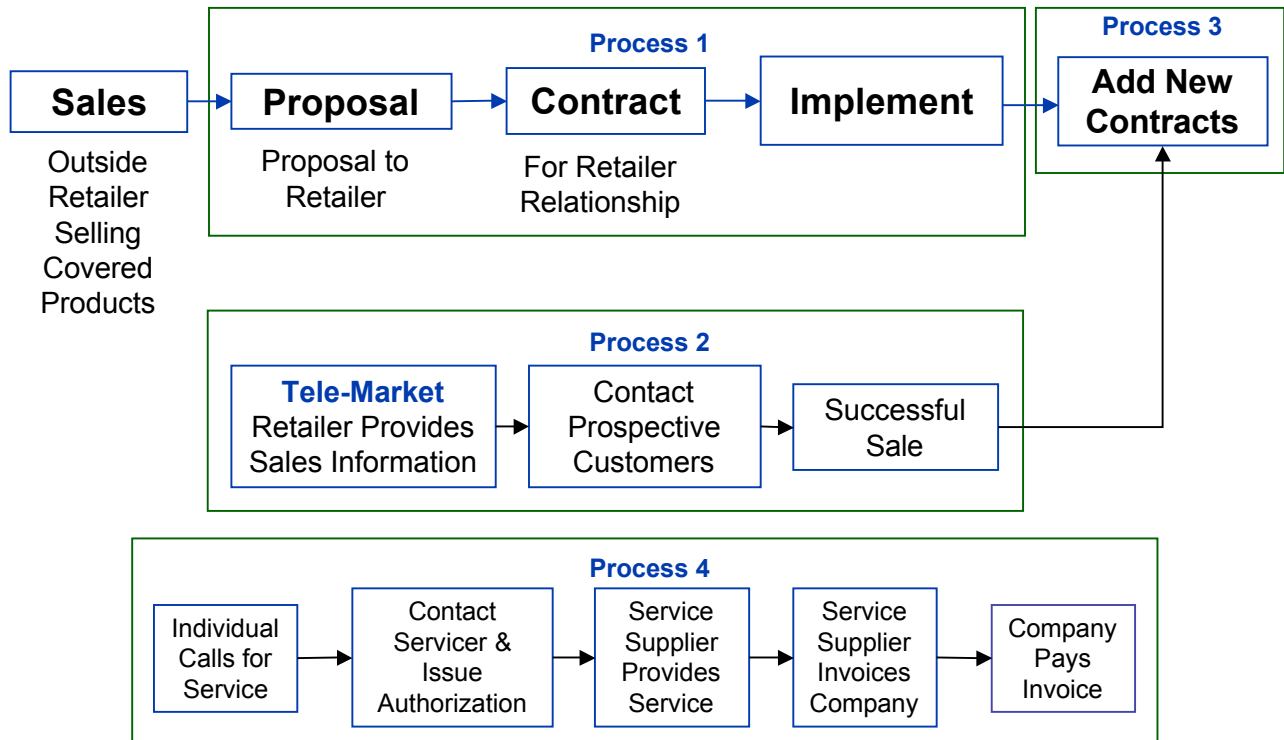 Process 1
Process 3
Sales
Proposal
Contract
Implement
Add New
Contracts
Outside
Retailer
Selling
Covered
Products
Proposal to
Retailer
For Retailer
Relationship
Process 2
Tele-Market
Retailer Provides
Sales Information
Contact
Prospective
Customers
Successful
Sale
Process 4
Individual
Calls for
Service
Contact
Servicer &
Issue
Authorization
Service
Supplier
Provides
Service
Service
Supplier
Invoices
Company
Company
Pays
Invoice